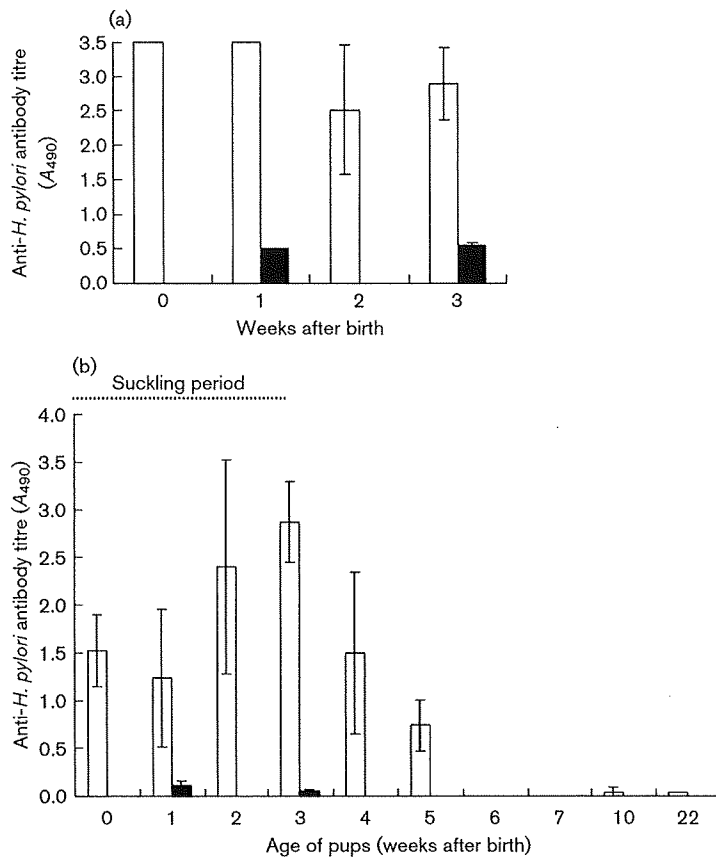 (a)
3.5
3.0
2.5
2.0
1.5
1.0
0.5
0.0
Anti-H. pylori antibody titre
(A490)
0 1 2 3
Weeks after birth
(b)
Suckling period
4.0
3.5
3.0
2.5
2.0
1.5
1.0
0.5
0.0
Anti-H. pylori antibody titre (A490)
0 1 2 3 4 5 6 7 10 22
Age of pups (weeks after birth)